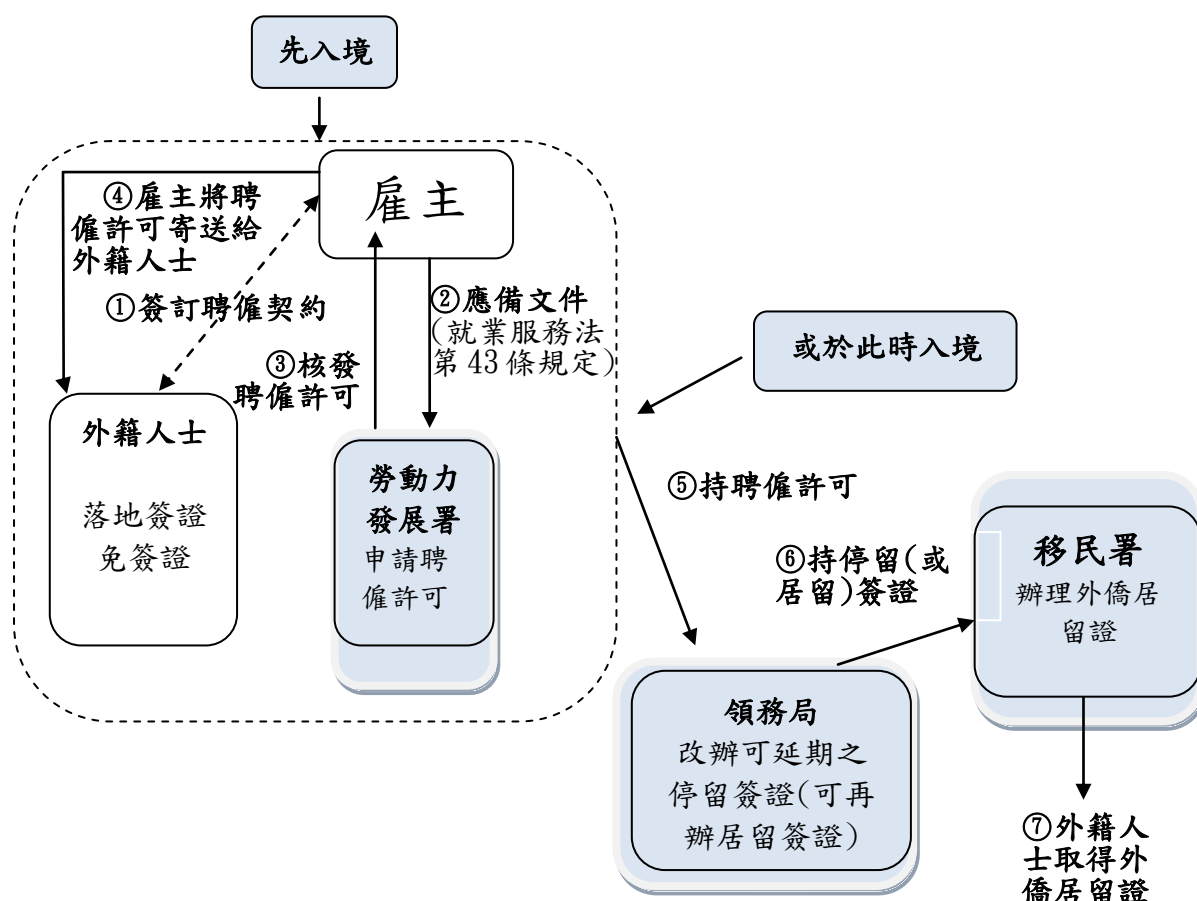 先入境
雇主
④雇主將聘
僱許可寄送給
外籍人士
①簽訂聘僱契約
②應備文件
(就業服務法
第43條規定)
③核發
聘僱許可
外籍人士
落地簽證
免簽證
勞動力
發展署
申請聘
僱許可
或於此時入境
⑤持聘僱許可
⑥持停留(或
居留)簽證
移民署
辦理外僑居
留證
領務局
改辦可延期之
停留簽證(可再
辦居留簽證)
⑦外籍人
士取得外
僑居留證